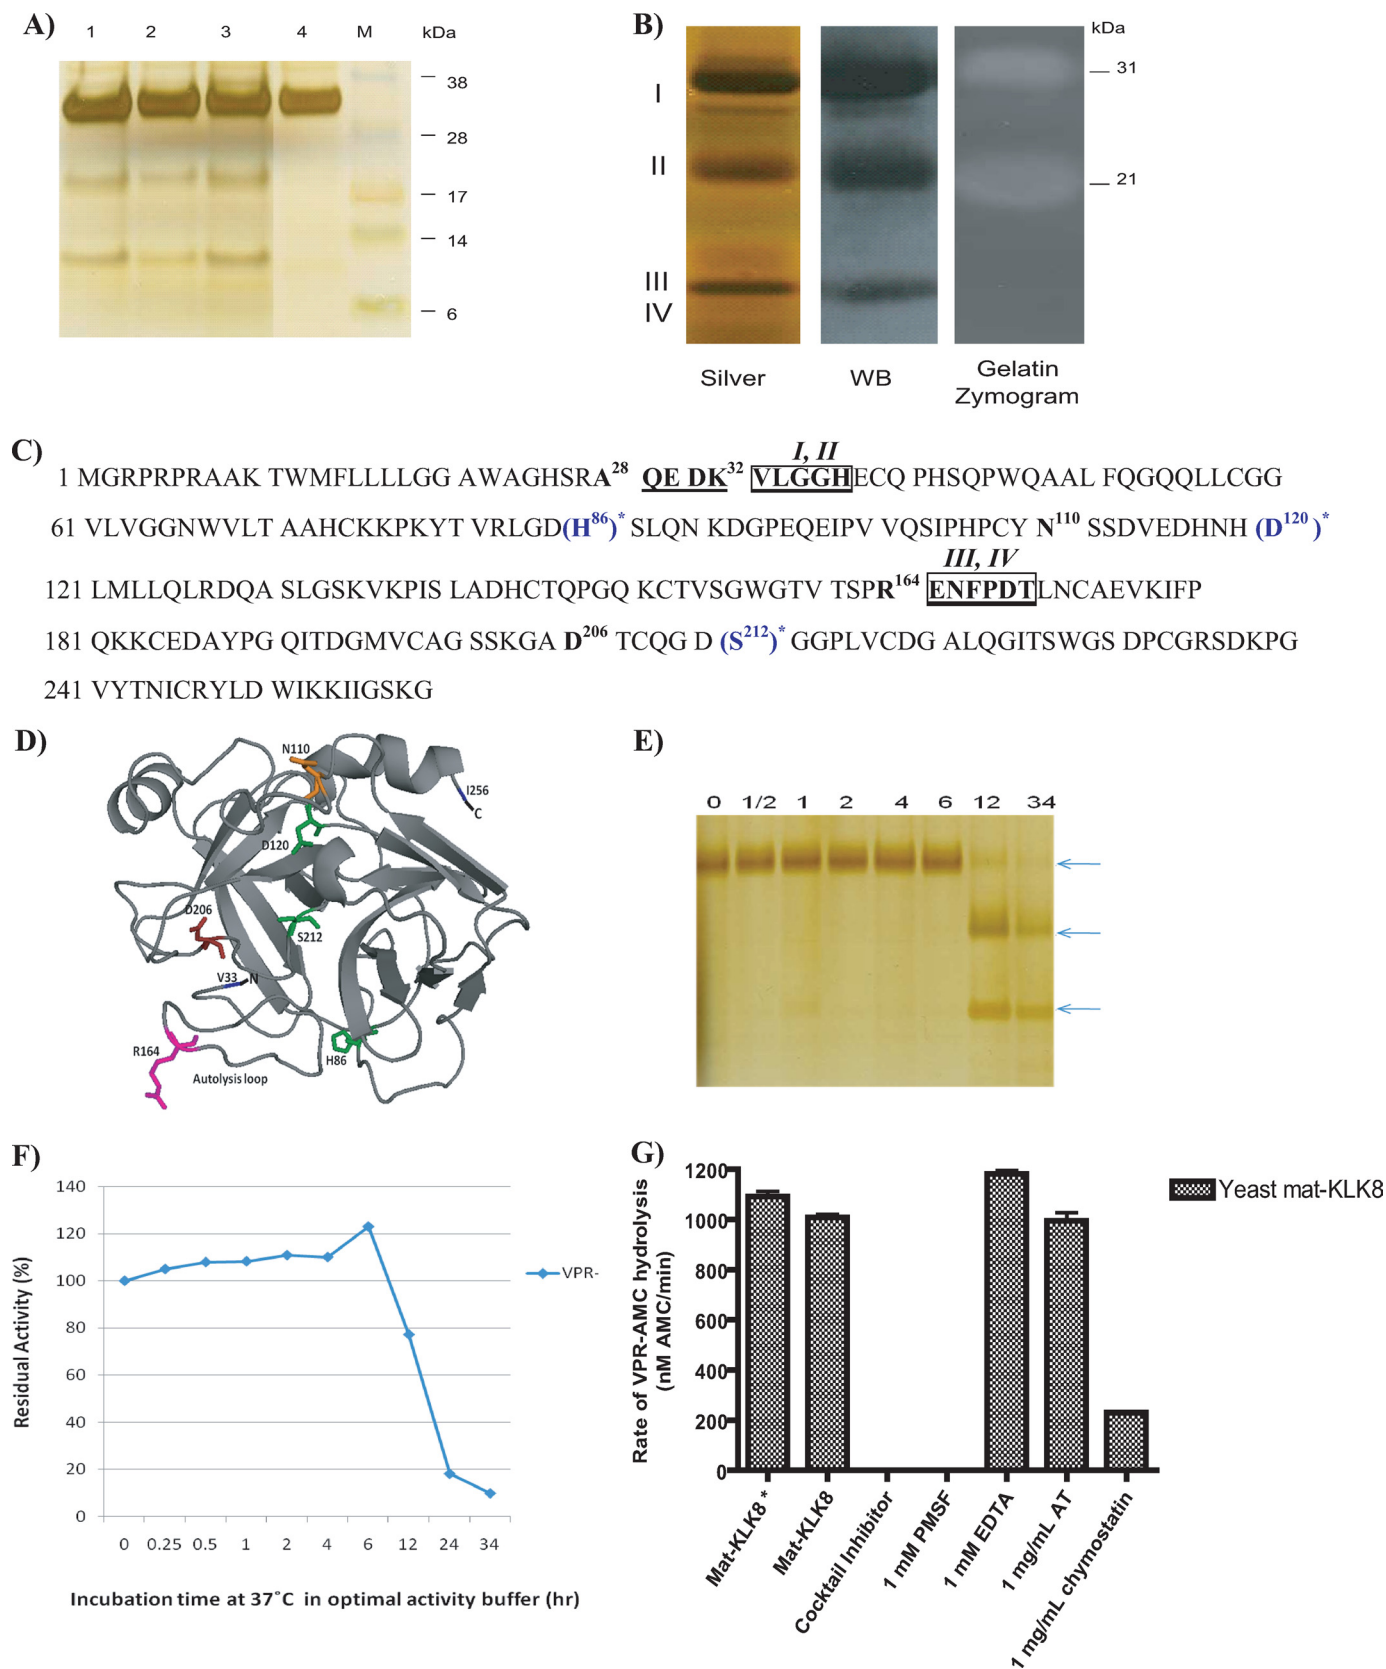 A)
1 2 3 4 M kDa
38
28
17
14
6
B)
kDa
31
21
I
II
III
IV
Silver
WB
Gelatin
Zymogram
C)
I, II
1 MGRPRPRAAK TWMFLLLLGG AWAGHSRA28 QE DK32 VLGGHECQ PHSQPWQAAL FQGQQLLCGG
61 VLVGGNWVLT AAHCKKPKYT VRLGD(H86)* SLQN KDGPEQEIPV VQSIPHPCY N110 SSDVEDHNH (D120 )*
III, IV
121 LMLLQLRDQA SLGSKVKPIS LADHCTQPGQ KCTVSGWGTV TSPR164 ENFPDTLNCAEVKIFP
181 QKKCEDAYPG QITDGMVCAG SSKGA D206 TCQG D (S212)* GGPLVCDG ALQGITSWGS DPCGRSDKPG
241 VYTNICRYLD WIKKIIGSKG
D)
N110
I256
C
D120
D206
S212
V33 N
R164
H86
Autolysis loop
E)
0 1/2 1 2 4 6 12 34
F)
140
120
100
80
60
40
20
0
Residual Activity (%)
VPR-
0 0.25 0.5 1 2 4 6 12 24 34
Incubation time at 37˚C in optimal activity buffer (hr)
G)
1200
1000
800
600
400
200
0
Rate of VPR-AMC hydrolysis
(nM AMC/min)
Yeast mat-KLK8
Mat-KLK8 *
Mat-KLK8
Cocktail Inhibitor
1 mM PMSF
1 mM EDTA
1 mg/mL AT
1 mg/mL chymostatin